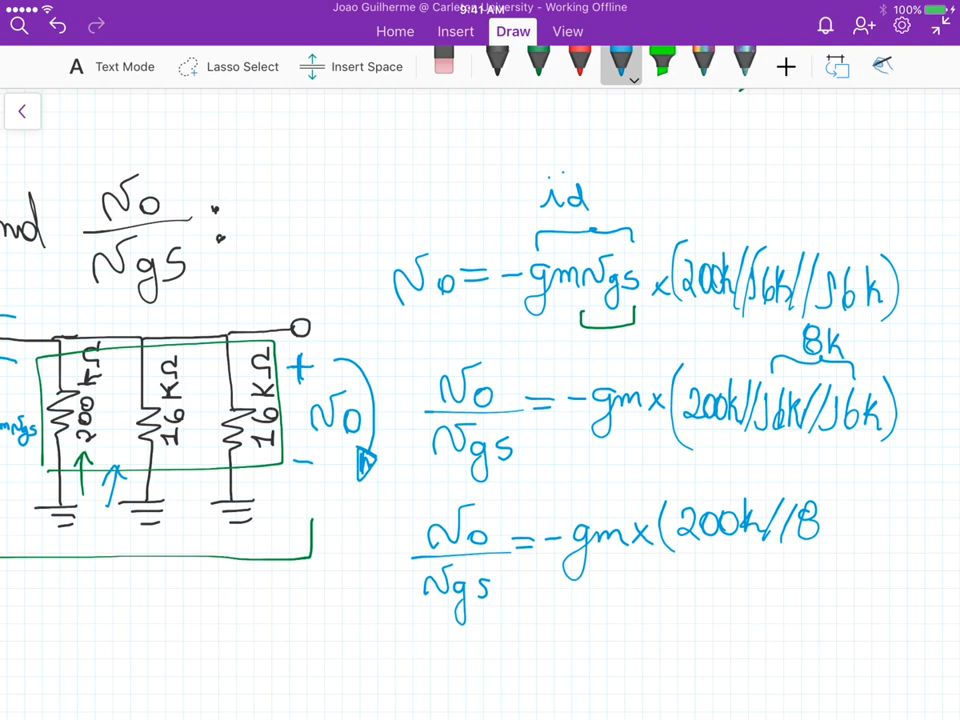 Joao Guilherme @ Carleton University - Working Offline
9:41 AM
100%
Home Insert Draw View
A Text Mode Lasso Select Insert Space
nd vo/vgs :
id
vo = -gmvgs x (200k//16k//16k)
8k
vo/vgs = -gm x (200k//16k//16k)
vo/vgs = -gm x (200k//8
mvgs 200 KΩ 16 KΩ 16 KΩ
+
vo
-